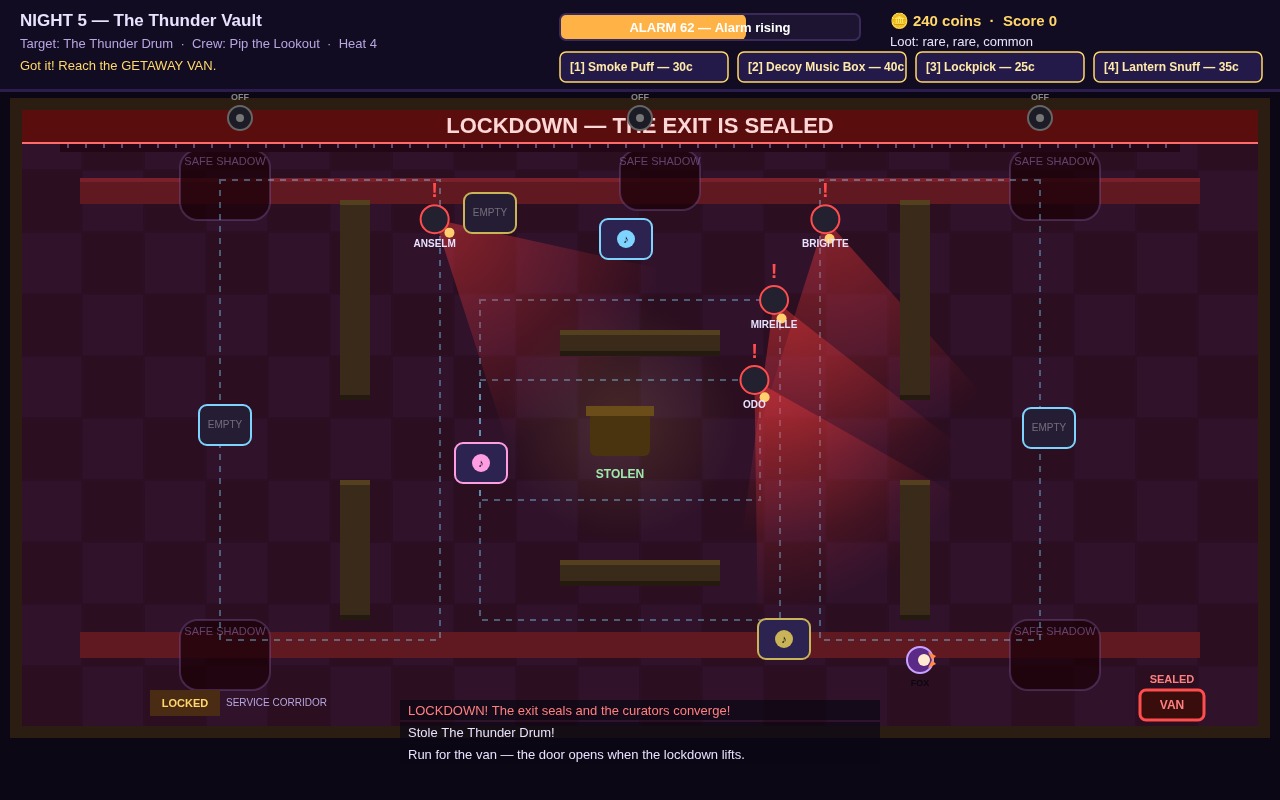 NIGHT 5 — The Thunder Vault
Target: The Thunder Drum · Crew: Pip the Lookout · Heat 4
Got it! Reach the GETAWAY VAN.
ALARM 62 — Alarm rising
240 coins · Score 0
Loot: rare, rare, common
[1] Smoke Puff — 30c
[2] Decoy Music Box — 40c
[3] Lockpick — 25c
[4] Lantern Snuff — 35c
OFF
OFF
OFF
LOCKDOWN — THE EXIT IS SEALED
SAFE SHADOW
SAFE SHADOW
SAFE SHADOW
!
!
EMPTY
ANSELM
BRIGITTE
!
MIREILLE
!
ODO
EMPTY
EMPTY
STOLEN
SAFE SHADOW
SAFE SHADOW
FOX
SEALED
VAN
LOCKED
SERVICE CORRIDOR
LOCKDOWN! The exit seals and the curators converge!
Stole The Thunder Drum!
Run for the van — the door opens when the lockdown lifts.